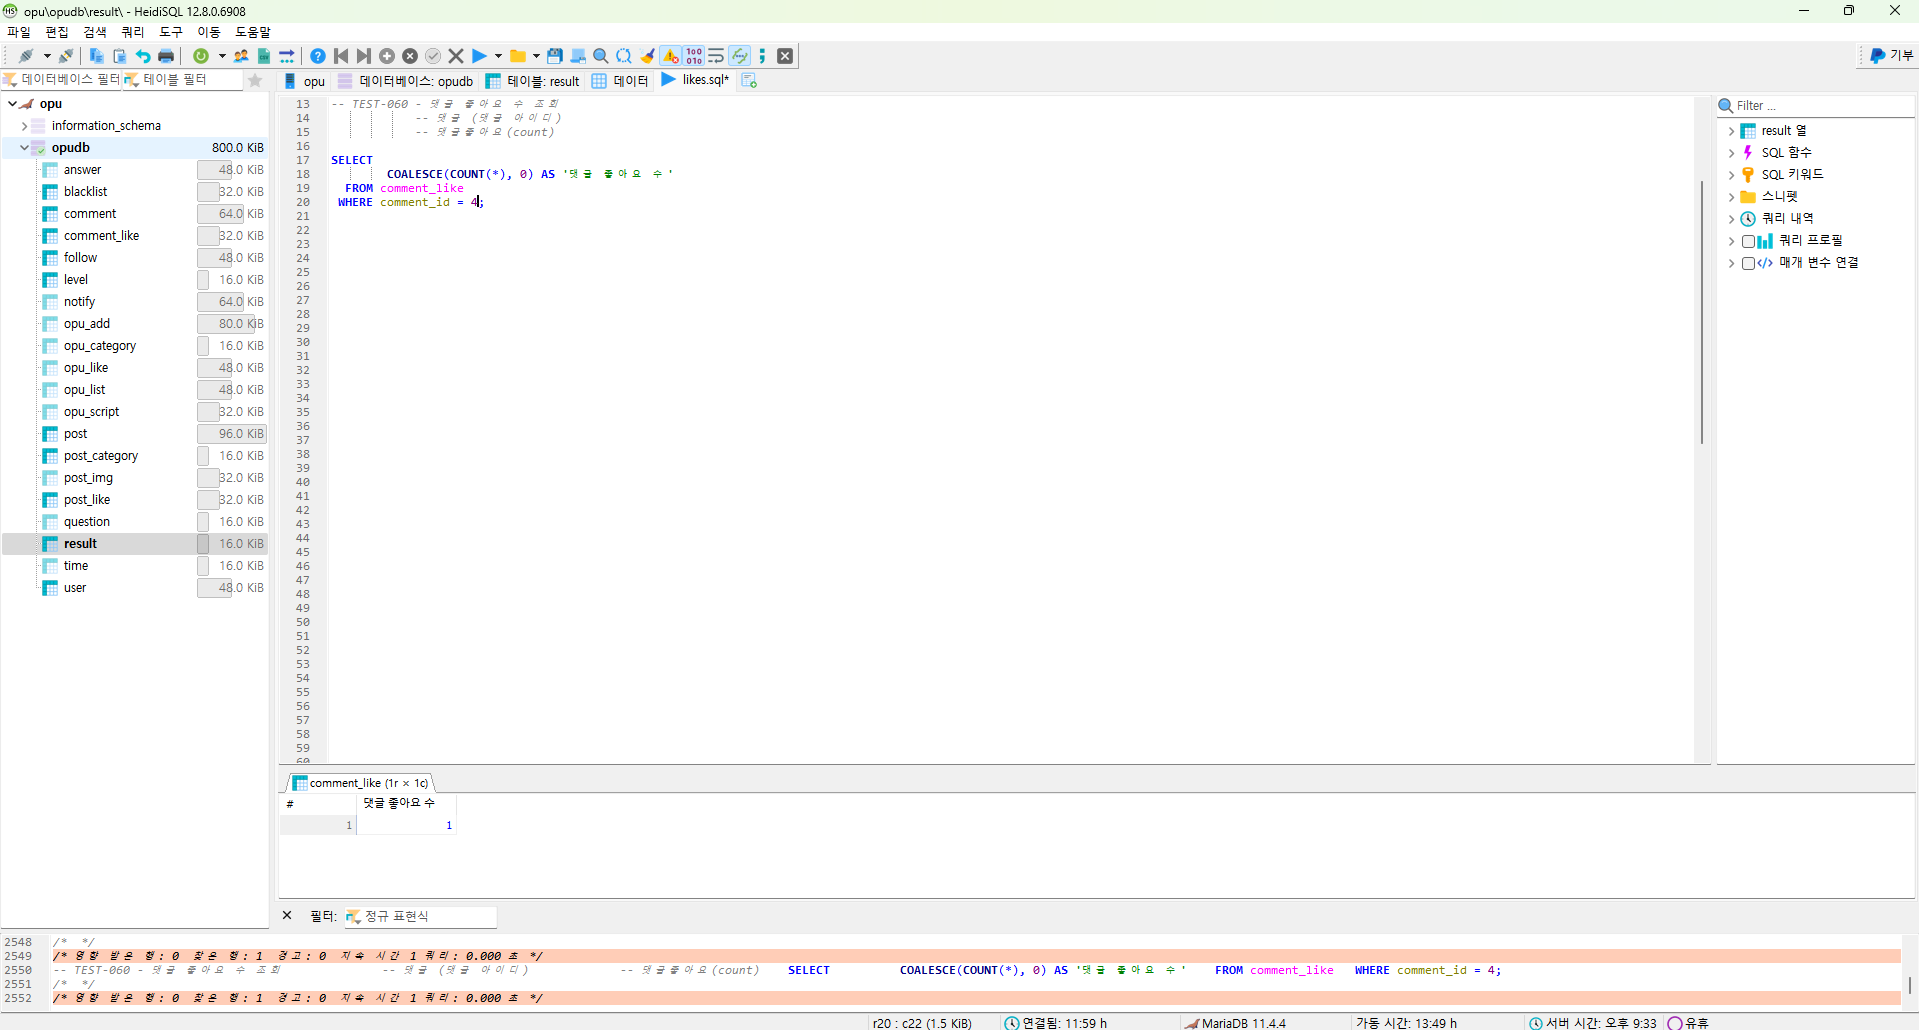 opu\opudb\result\ - HeidiSQL 12.8.0.6908
파일 편집 검색 쿼리 도구 이동 도움말
기부
데이터베이스 필터 테이블 필터
opu 데이터베이스: opudb 테이블: result 데이터 likes.sql*
opu
information_schema
opudb 800.0 KiB
answer 48.0 KiB
blacklist 32.0 KiB
comment 64.0 KiB
comment_like 32.0 KiB
follow 48.0 KiB
level 16.0 KiB
notify 64.0 KiB
opu_add 80.0 KiB
opu_category 16.0 KiB
opu_like 48.0 KiB
opu_list 48.0 KiB
opu_script 32.0 KiB
post 96.0 KiB
post_category 16.0 KiB
post_img 32.0 KiB
post_like 32.0 KiB
question 16.0 KiB
result 16.0 KiB
time 16.0 KiB
user 48.0 KiB
13 -- TEST-060 - 댓글 좋아요 수 조회
14 -- 댓글 (댓글 아이디)
15 -- 댓글좋아요(count)
16
17 SELECT
18 COALESCE(COUNT(*), 0) AS '댓글 좋아요 수'
19 FROM comment_like
20 WHERE comment_id = 4;
21
22
23
24
25
26
27
28
29
30
31
32
33
34
35
36
37
38
39
40
41
42
43
44
45
46
47
48
49
50
51
52
53
54
55
56
57
58
59
60
Filter ...
result 열
SQL 함수
SQL 키워드
스니펫
쿼리 내역
쿼리 프로필
매개 변수 연결
comment_like (1r × 1c)
# 댓글 좋아요 수
1 1
필터: 정규 표현식
2548 /* */
2549 /* 영향 받은 행: 0 찾은 행: 1 경고: 0 지속 시간 1 쿼리: 0.000 초 */
2550 -- TEST-060 - 댓글 좋아요 수 조회 -- 댓글 (댓글 아이디) -- 댓글좋아요(count) SELECT COALESCE(COUNT(*), 0) AS '댓글 좋아요 수' FROM comment_like WHERE comment_id = 4;
2551 /* */
2552 /* 영향 받은 행: 0 찾은 행: 1 경고: 0 지속 시간 1 쿼리: 0.000 초 */
r20 : c22 (1.5 KiB) 연결됨: 11:59 h MariaDB 11.4.4 가동 시간: 13:49 h 서버 시간: 오후 9:33 유휴